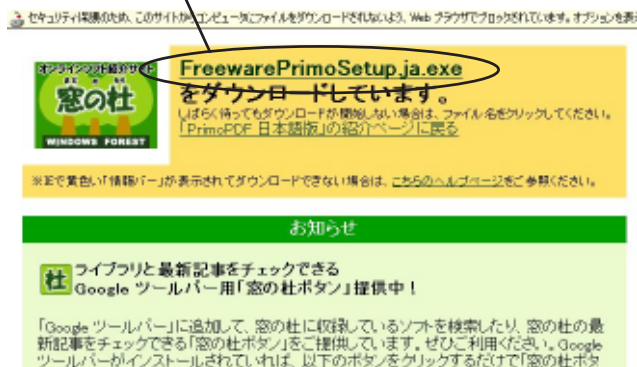 セキュリティ保護のため、このサイトからコンピュータにファイルをダウンロードされないよう、Web ブラウザでブロックされています。オプションを表
オンラインソフト紹介サイト
窓の杜
まどのもり
WINDOWS FOREST
FreewarePrimoSetup.ja.exe
をダウンロードしています。
しばらく待ってもダウンロードが開始しない場合は、ファイル名をクリックしてください。
「PrimoPDF 日本語版」の紹介ページに戻る
※IEで黄色い「情報バー」が表示されてダウンロードできない場合は、こちらのヘルプページをご参照ください。
お知らせ
杜
ライブラリと最新記事をチェックできる
Google ツールバー用「窓の杜ボタン」提供中！
「Google ツールバー」に追加して、窓の杜に収録しているソフトを検索したり、窓の杜の最
新記事をチェックできる「窓の杜ボタン」をご提供しています。ぜひご利用ください。Google
ツールバーがインストールされていれば、以下のボタンをクリックするだけで「窓の杜ボタ